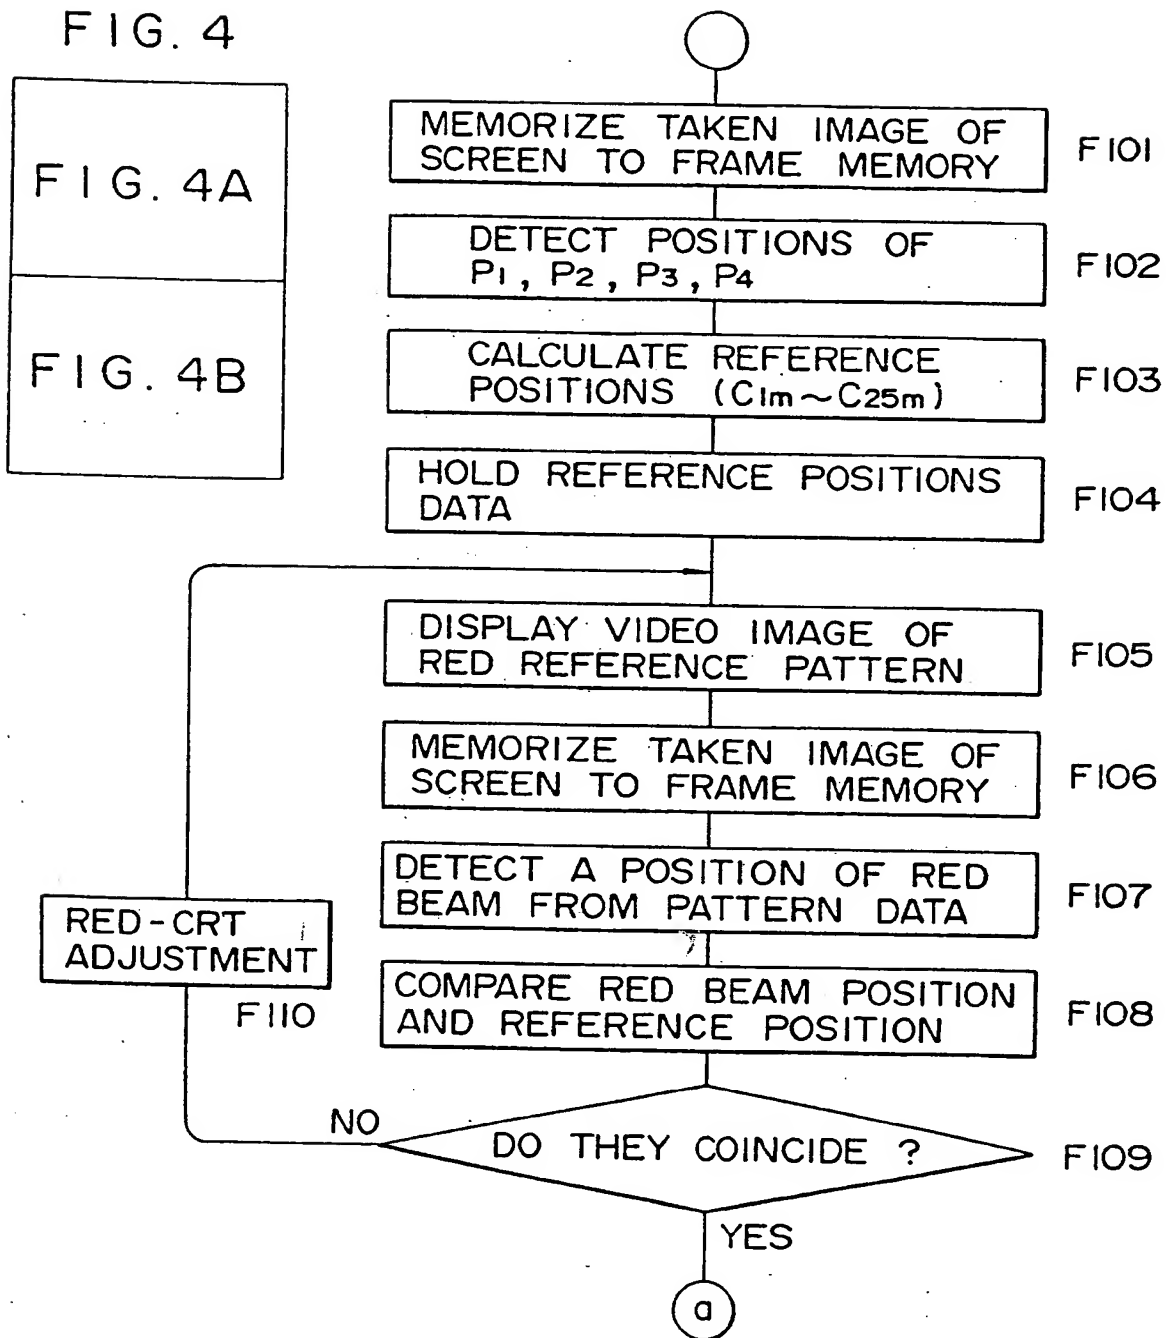 FIG. 4
FIG. 4A
FIG. 4B
MEMORIZE TAKEN IMAGE OF
SCREEN TO FRAME MEMORY
F101
DETECT POSITIONS OF
P1, P2, P3, P4
F102
CALCULATE REFERENCE
POSITIONS (C1m~C25m)
F103
HOLD REFERENCE POSITIONS
DATA
F104
DISPLAY VIDEO IMAGE OF
RED REFERENCE PATTERN
F105
MEMORIZE TAKEN IMAGE OF
SCREEN TO FRAME MEMORY
F106
DETECT A POSITION OF RED
BEAM FROM PATTERN DATA
F107
RED-CRT
ADJUSTMENT
F110
COMPARE RED BEAM POSITION
AND REFERENCE POSITION
F108
NO
DO THEY COINCIDE ?
F109
YES
a